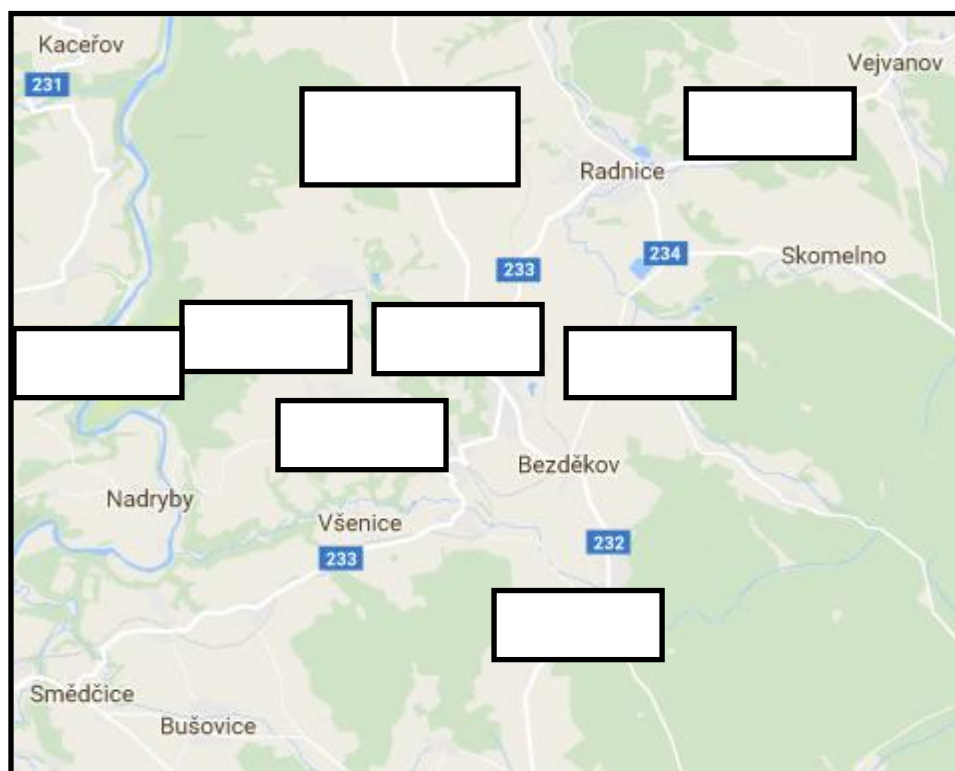 Kaceřov
Vejvanov
231
Radnice
234
Skomelno
233
Bezděkov
Nadryby
Všenice
232
233
Smědčice
Bušovice